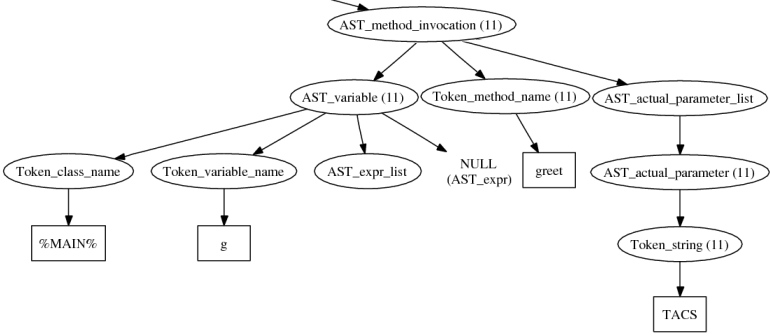 AST_method_invocation (11)
AST_variable (11)
Token_method_name (11)
AST_actual_parameter_list
Token_class_name
Token_variable_name
AST_expr_list
NULL
(AST_expr)
greet
AST_actual_parameter (11)
%MAIN%
g
Token_string (11)
TACS